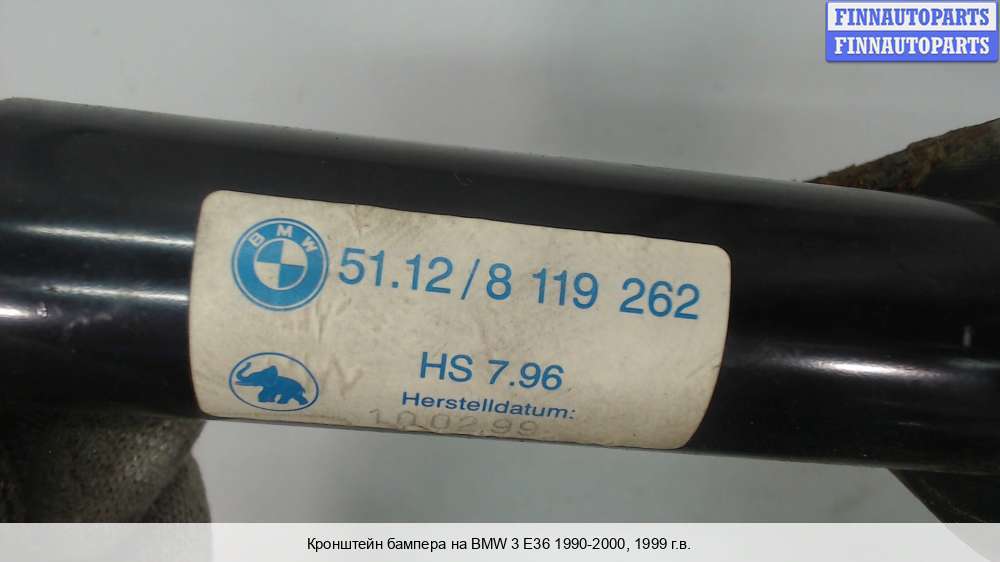 FINNAUTOPARTS
FINNAUTOPARTS
BMW
51.12/8 119 262
HS 7.96
Herstelldatum:
10.02.99
Кронштейн бампера на BMW 3 E36 1990-2000, 1999 г.в.